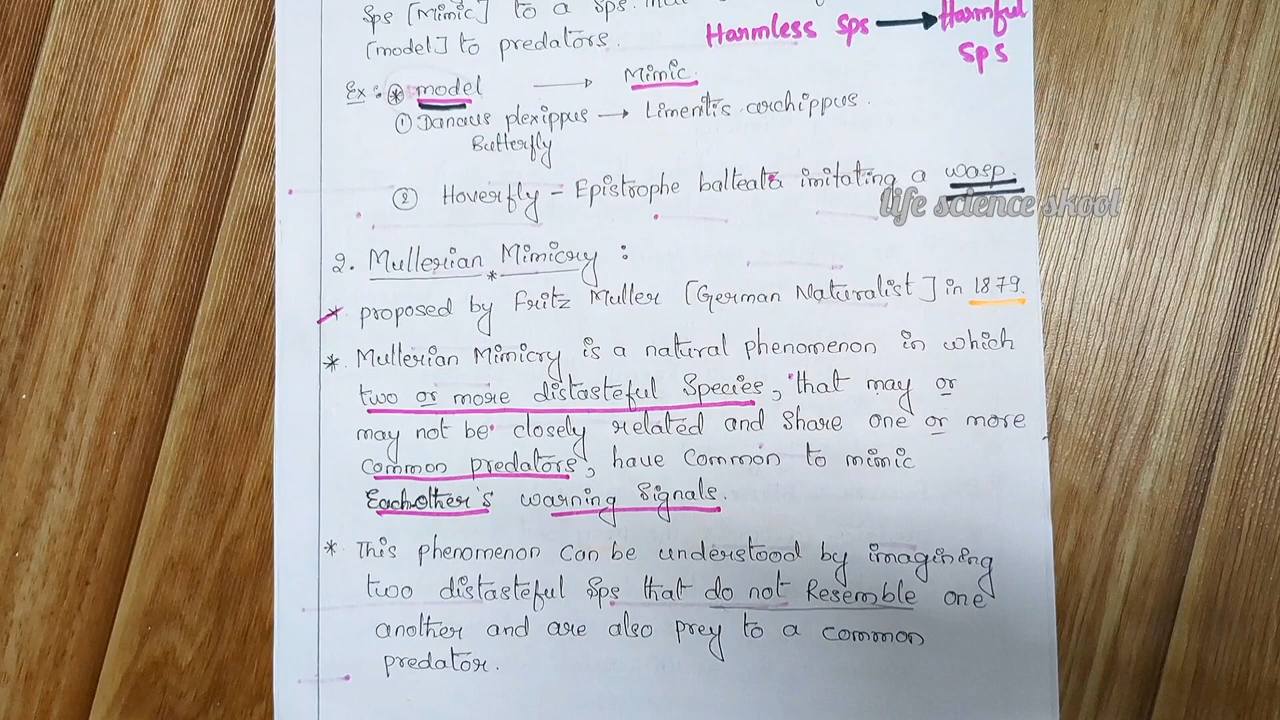 Sps [Mimic] to a Sps. that
[model] to predators.
Harmless Sps → Harmful
Sps
Ex: * model → Mimic.
① Danaus plexippus → Limenitis archippus.
Butterfly
② Hoverfly - Epistrophe balteata imitating a wasp.
life science skool
2. Mullerian Mimicry :
* proposed by Fritz Muller [German Naturalist] in 1879.
* Mullerian Mimicry is a natural phenomenon in which
two or more distasteful Species, that may or
may not be closely related and share one or more
common predators, have common to mimic
Eachother's warning Signals.
* This phenomenon can be understood by imagining
two distasteful Sps that do not Resemble one
another and are also prey to a common
predator.